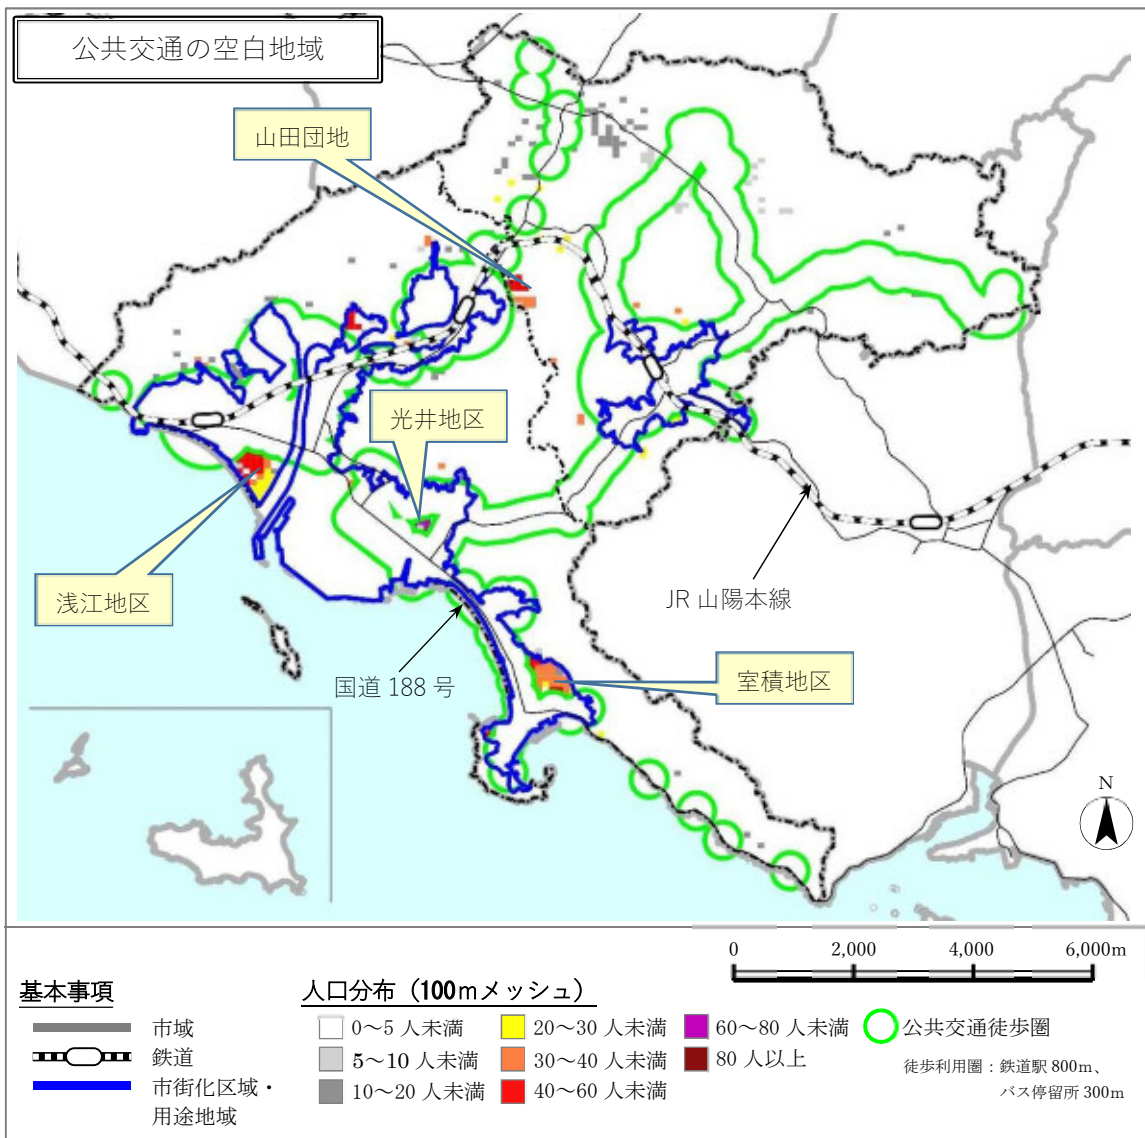 公共交通の空白地域
山田団地
光井地区
浅江地区
JR 山陽本線
国道 188 号
室積地区
N
0 2,000 4,000 6,000m
基本事項
市域
鉄道
市街化区域・
用途地域
人口分布（100ｍメッシュ）
0～5 人未満
5～10 人未満
10～20 人未満
20～30 人未満
30～40 人未満
40～60 人未満
60～80 人未満
80 人以上
公共交通徒歩圏
徒歩利用圏：鉄道駅 800m、
バス停留所 300m